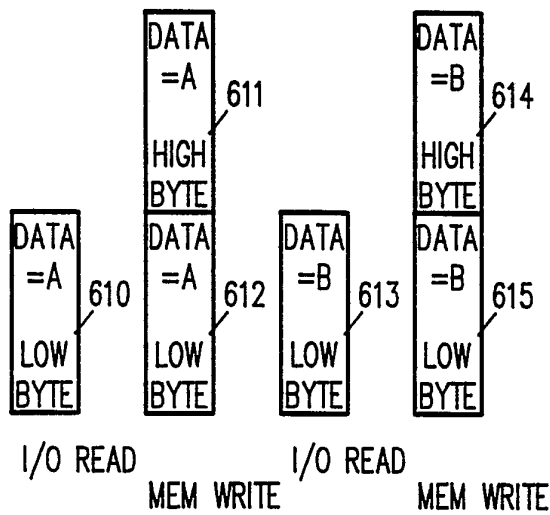 DATA
=A
HIGH
BYTE
611
DATA
=B
HIGH
BYTE
614
DATA
=A
LOW
BYTE
610
DATA
=A
LOW
BYTE
612
DATA
=B
LOW
BYTE
613
DATA
=B
LOW
BYTE
615
I/O READ
MEM WRITE
I/O READ
MEM WRITE